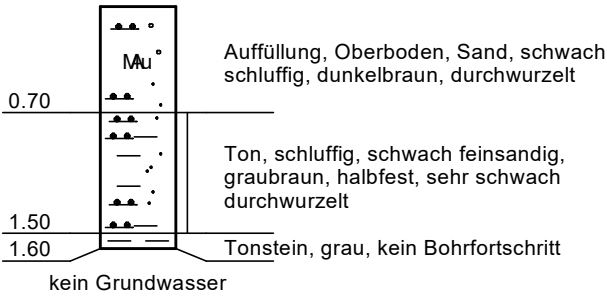 Auffüllung, Oberboden, Sand, schwach
schluffig, dunkelbraun, durchwurzelt
Mu
0.70
Ton, schluffig, schwach feinsandig,
graubraun, halbfest, sehr schwach
durchwurzelt
1.50
1.60
Tonstein, grau, kein Bohrfortschritt
kein Grundwasser